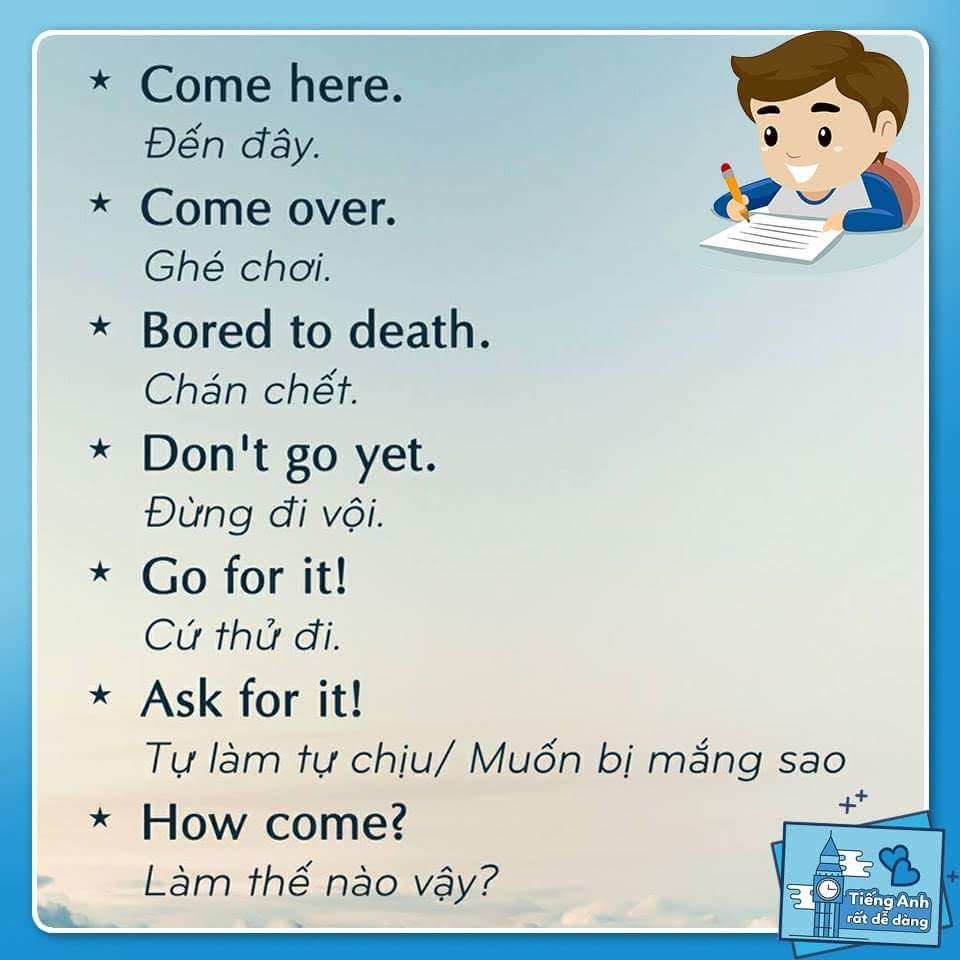 ★ Come here.
Đến đây.
★ Come over.
Ghé chơi.
★ Bored to death.
Chán chết.
★ Don't go yet.
Đừng đi vội.
★ Go for it!
Cứ thử đi.
★ Ask for it!
Tự làm tự chịu/ Muốn bị mắng sao
★ How come?
Làm thế nào vậy?
Tiếng Anh
rất dễ dàng